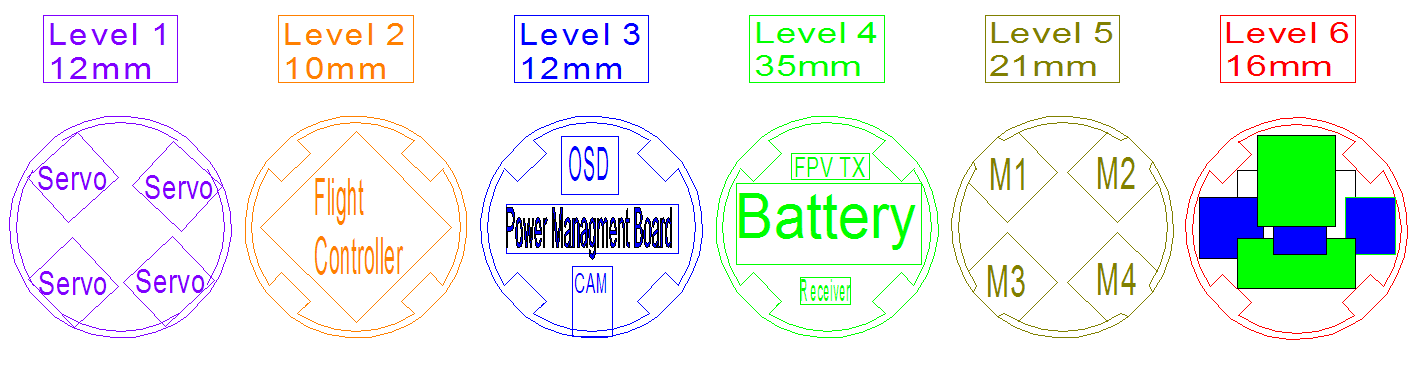 Level 1
12mm
Level 2
10mm
Level 3
12mm
Level 4
35mm
Level 5
21mm
Level 6
16mm
Servo
Servo
Servo
Servo
Flight
Controller
OSD
Power Managment Board
CAM
FPV TX
Battery
Receiver
M1
M2
M3
M4